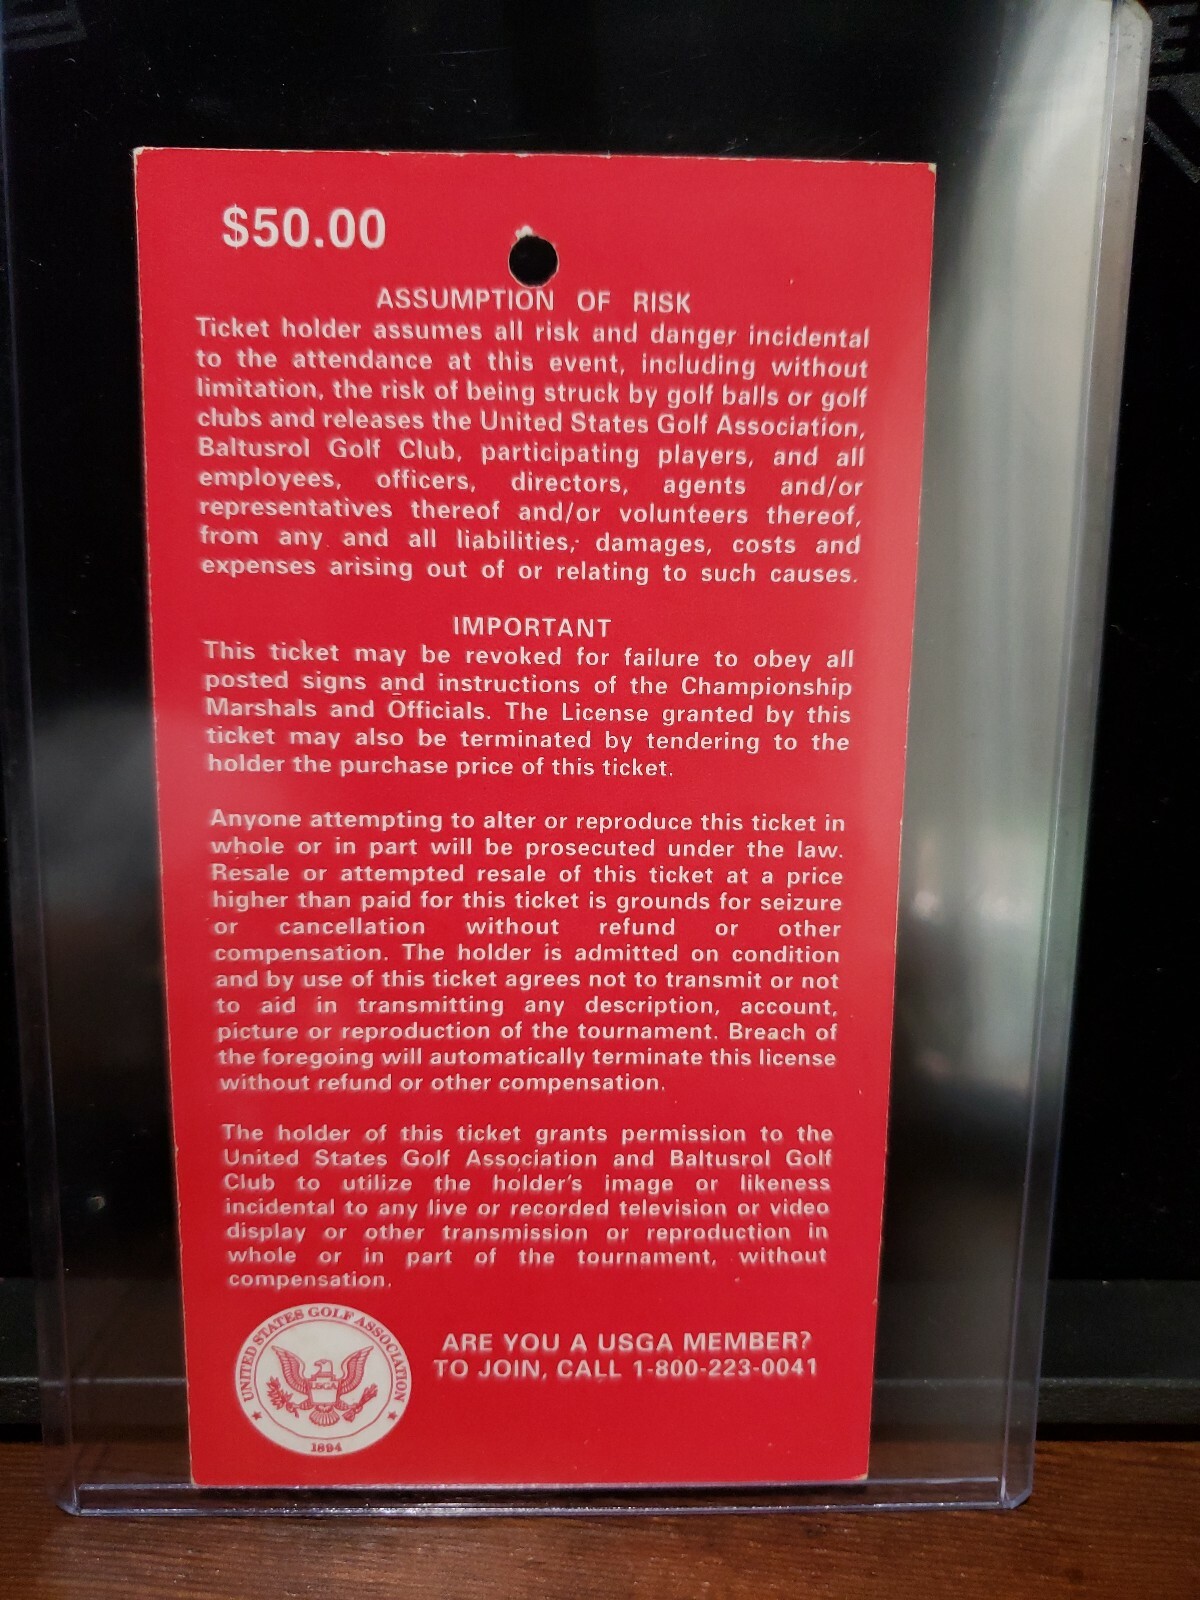 $50.00
ASSUMPTION OF RISK
Ticket holder assumes all risk and danger incidental
to the attendance at this event, including without
limitation, the risk of being struck by golf balls or golf
clubs and releases the United States Golf Association,
Baltusrol Golf Club, participating players, and all
employees, officers, directors, agents and/or
representatives thereof and/or volunteers thereof,
from any and all liabilities, damages, costs and
expenses arising out of or relating to such causes.
IMPORTANT
This ticket may be revoked for failure to obey all
posted signs and instructions of the Championship
Marshals and Officials. The License granted by this
ticket may also be terminated by tendering to the
holder the purchase price of this ticket.
Anyone attempting to alter or reproduce this ticket in
whole or in part will be prosecuted under the law.
Resale or attempted resale of this ticket at a price
higher than paid for this ticket is grounds for seizure
or cancellation without refund or other
compensation. The holder is admitted on condition
and by use of this ticket agrees not to transmit or not
to aid in transmitting any description, account,
picture or reproduction of the tournament. Breach of
the foregoing will automatically terminate this license
without refund or other compensation.
The holder of this ticket grants permission to the
United States Golf Association and Baltusrol Golf
Club to utilize the holder's image or likeness
incidental to any live or recorded television or video
display or other transmission or reproduction in
whole or in part of the tournament, without
compensation.
UNITED STATES GOLF ASSOCIATION
USGA
1894
ARE YOU A USGA MEMBER?
TO JOIN, CALL 1-800-223-0041